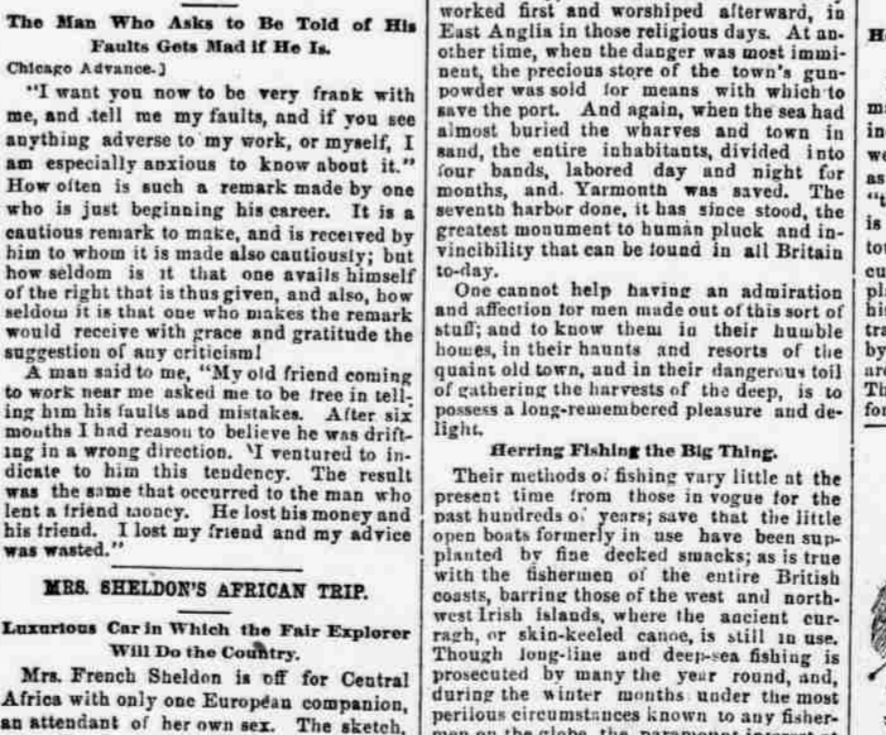 The Man Who Asks to Be Told of His
Faults Gets Mad if He Is.
Chicago Advance.]
"I want you now to be very frank with
me, and .tell me my faults, and if you see
anything adverse to my work, or myself, I
am especially anxious to know about it."
How often is such a remark made by one
who is just beginning his career. It is a
cautious remark to make, and is received by
him to whom it is made also cautiously; but
how seldom is it that one avails himself
of the right that is thus given, and also, how
seldom it is that one who makes the remark
would receive with grace and gratitude the
suggestion of any criticism!
A man said to me, "My old friend coming
to work near me asked me to be free in tell-
ing him his faults and mistakes. After six
months I had reason to believe he was drift-
ing in a wrong direction. 'I ventured to in-
dicate to him this tendency. The result
was the same that occurred to the man who
lent a friend money. He lost his money and
his friend. I lost my friend and my advice
was wasted."
MRS. SHELDON'S AFRICAN TRIP.
Luxurious Car in Which the Fair Explorer
Will Do the Country.
Mrs. French Sheldon is off for Central
Africa with only one European companion,
an attendant of her own sex. The sketch,
worked first and worshiped afterward, in
East Anglia in those religious days. At an-
other time, when the danger was most immi-
nent, the precious store of the town's gun-
powder was sold for means with which to
save the port. And again, when the sea had
almost buried the wharves and town in
sand, the entire inhabitants, divided into
four bands, labored day and night for
months, and. Yarmouth was saved. The
seventh harbor done, it has since stood, the
greatest monument to human pluck and in-
vincibility that can be found in all Britain
to-day.
One cannot help having an admiration
and affection for men made out of this sort of
stuff; and to know them in their humble
homes, in their haunts and resorts of the
quaint old town, and in their dangerous toil
of gathering the harvests of the deep, is to
possess a long-remembered pleasure and de-
light.
Herring Fishing the Big Thing.
Their methods of fishing vary little at the
present time from those in vogue for the
past hundreds of years; save that the little
open boats formerly in use have been sup-
planted by fine decked smacks; as is true
with the fishermen of the entire British
coasts, barring those of the west and north-
west Irish islands, where the ancient cur-
ragh, or skin-keeled canoe, is still in use.
Though long-line and deep-sea fishing is
prosecuted by many the year round, and,
during the winter months under the most
perilous circumstances known to any fisher-
men on the globe, the paramount interest at